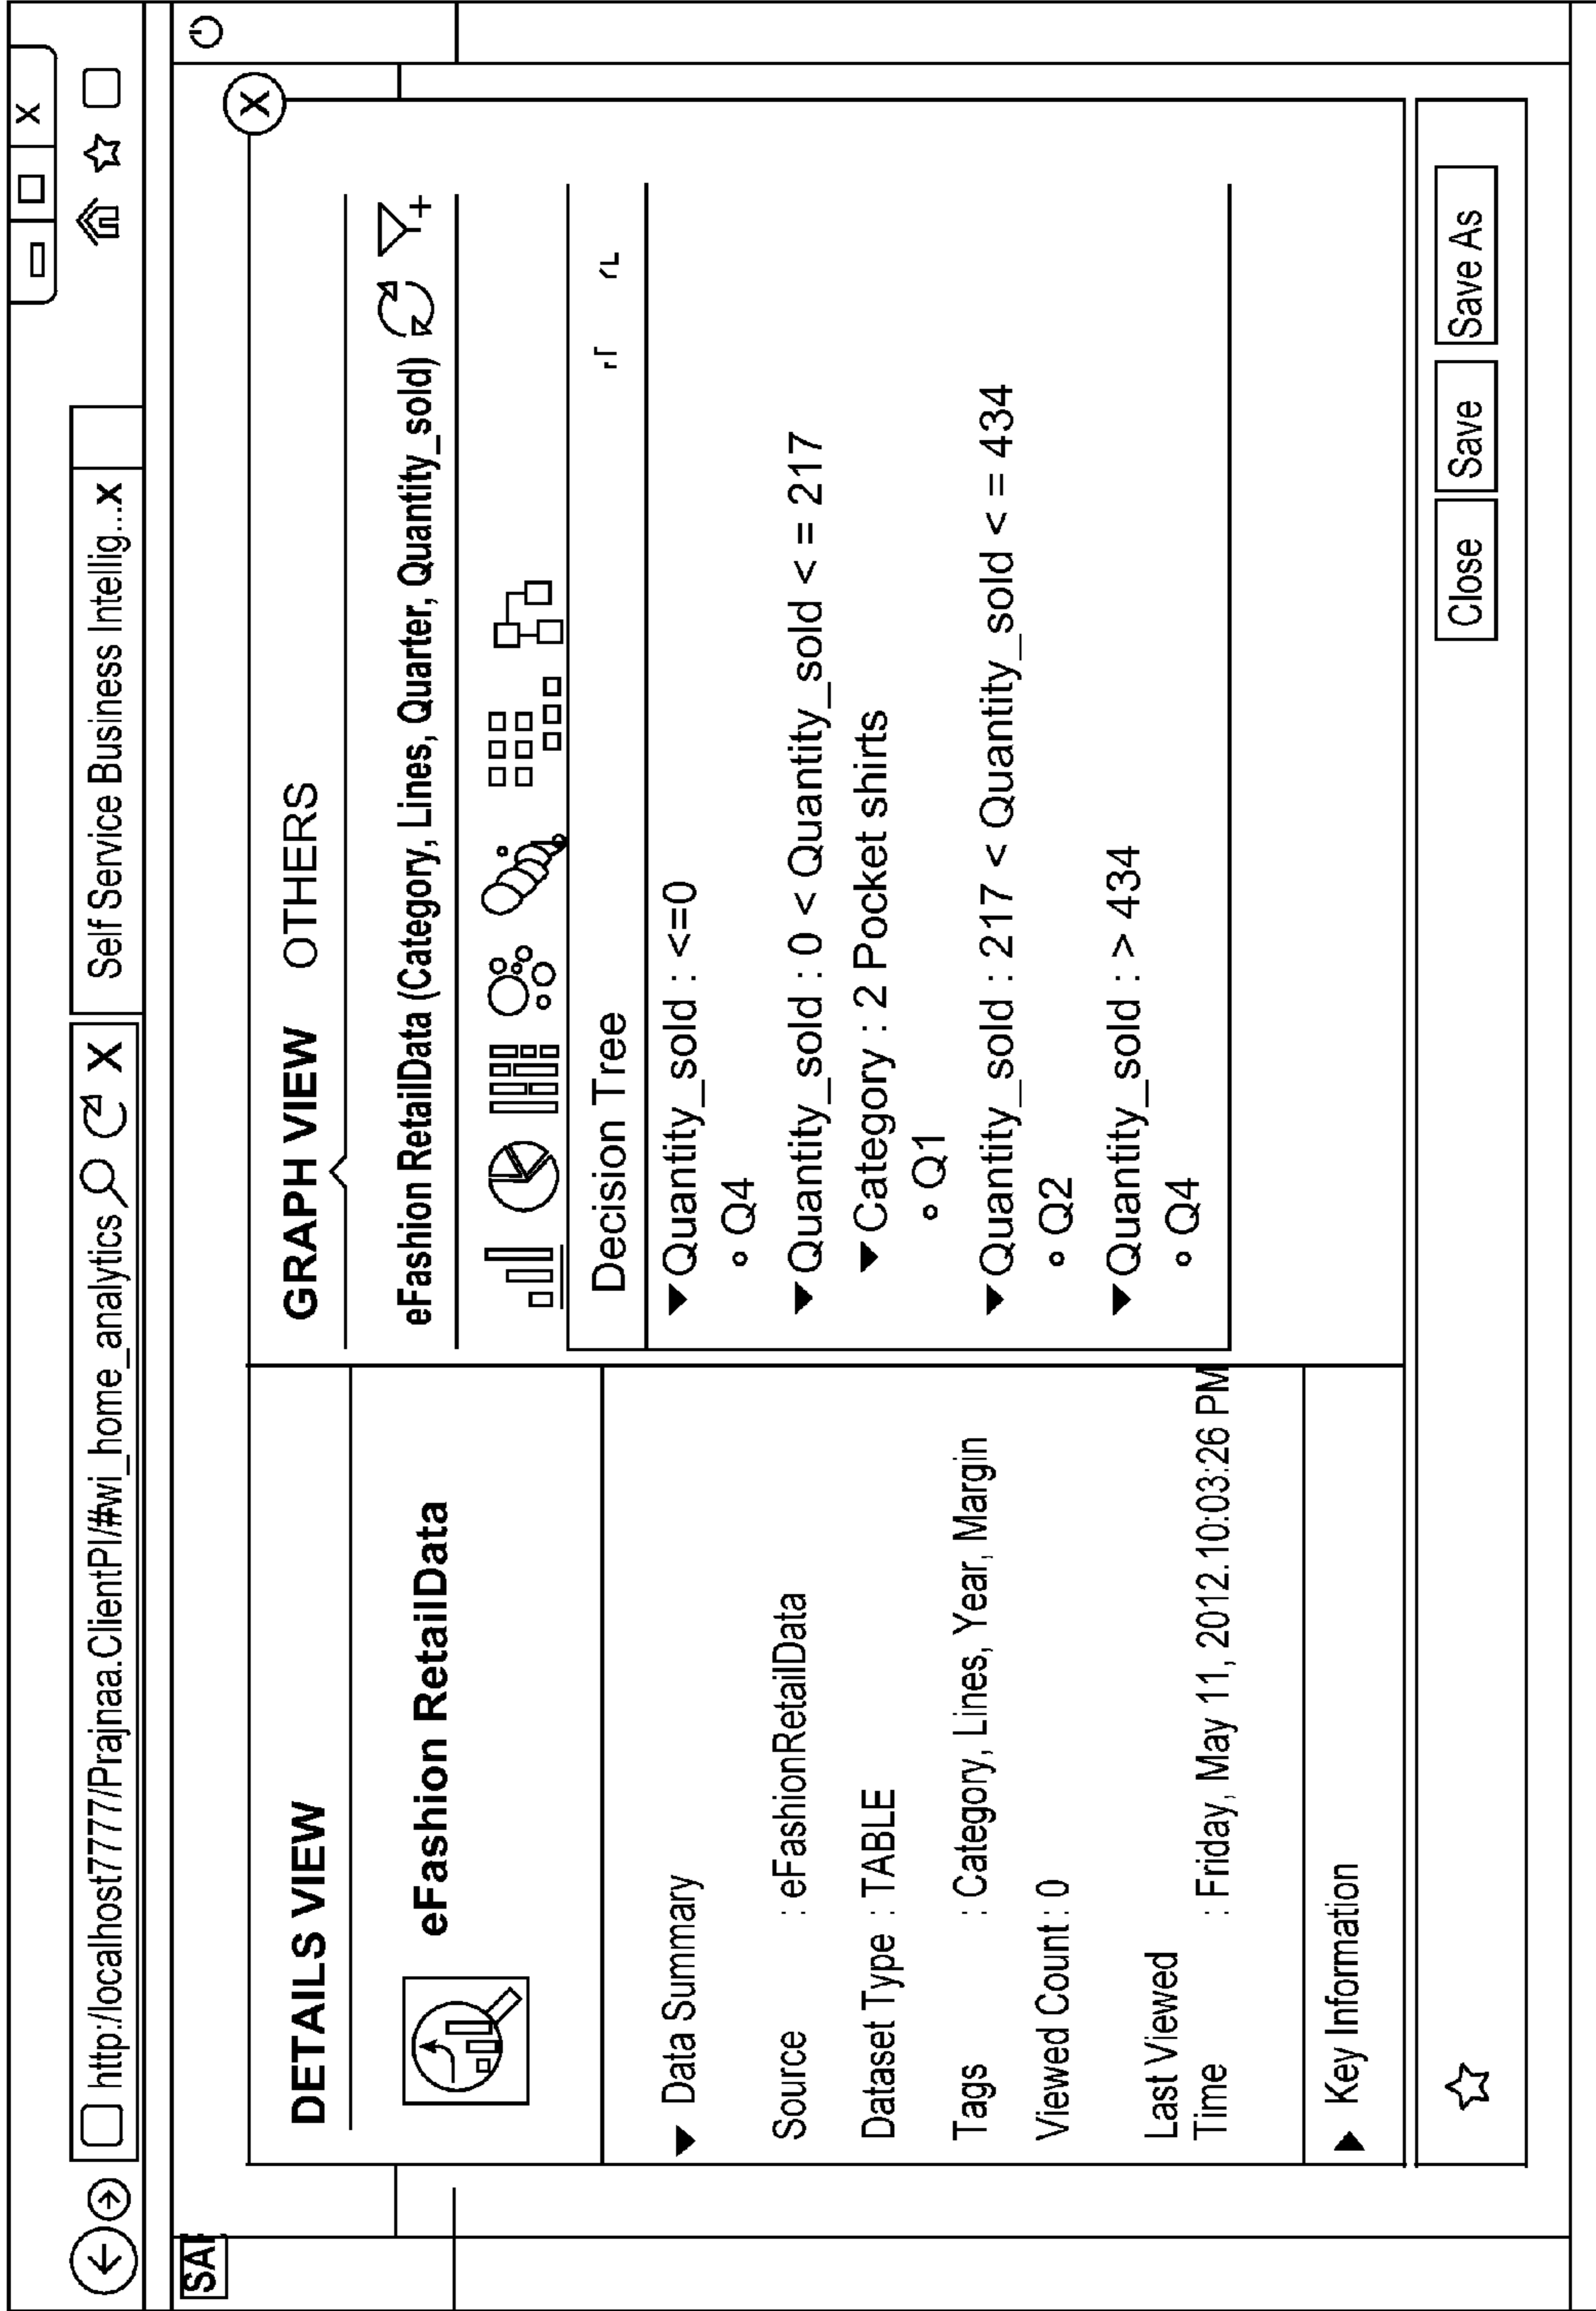 http:/localhost7777/Prajnaa.ClientPI/#wi_home_analytics
Self Service Business Intellig...x
SAP
DETAILS VIEW
eFashion RetailData
Data Summary
Source : eFashionRetailData
Dataset Type : TABLE
Tags : Category, Lines, Year, Margin
Viewed Count : 0
Last Viewed
Time : Friday, May 11, 2012.10:03:26 PM
Key Information
GRAPH VIEW OTHERS
eFashion RetailData (Category, Lines, Quarter, Quantity_sold)
Decision Tree
Quantity_sold : <=0
Q4
Quantity_sold : 0 < Quantity_sold < = 217
Category : 2 Pocket shirts
Q1
Quantity_sold : 217 < Quantity_sold < = 434
Q2
Quantity_sold : > 434
Q4
Close Save Save As